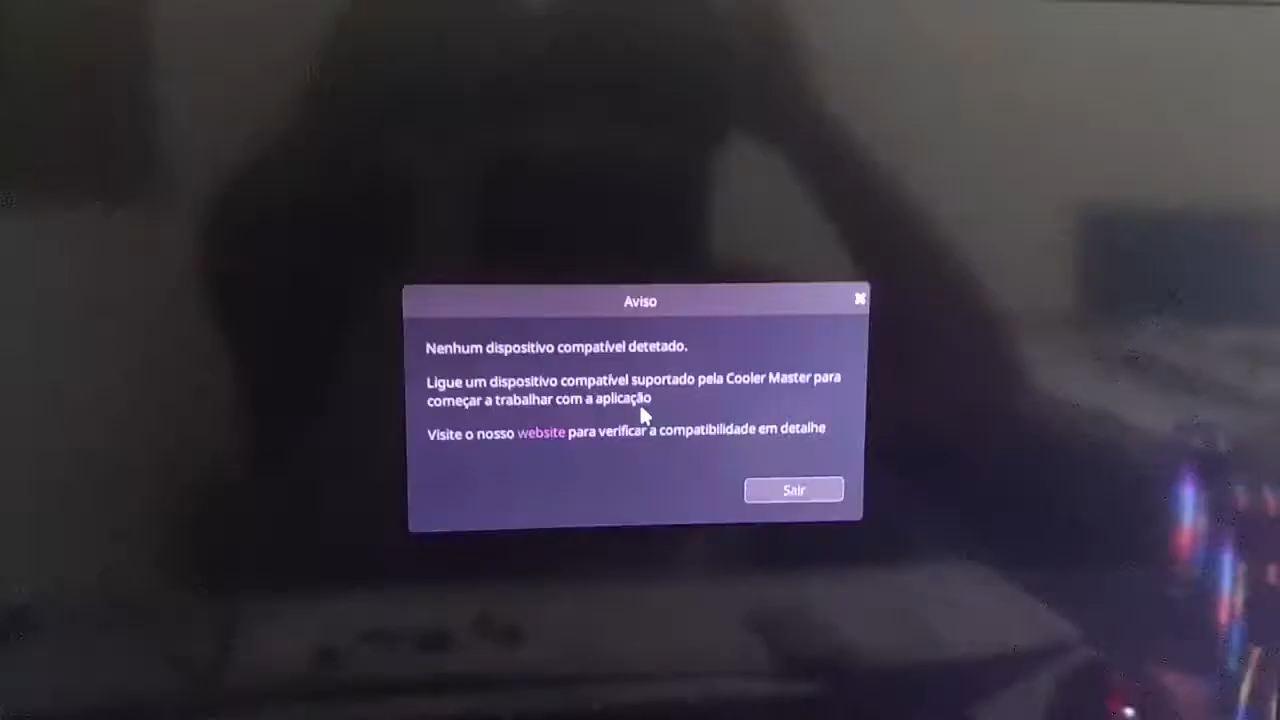 Aviso
Nenhum dispositivo compatível detetado.
Ligue um dispositivo compatível suportado pela Cooler Master para
começar a trabalhar com a aplicação
Visite o nosso website para verificar a compatibilidade em detalhe
Sair